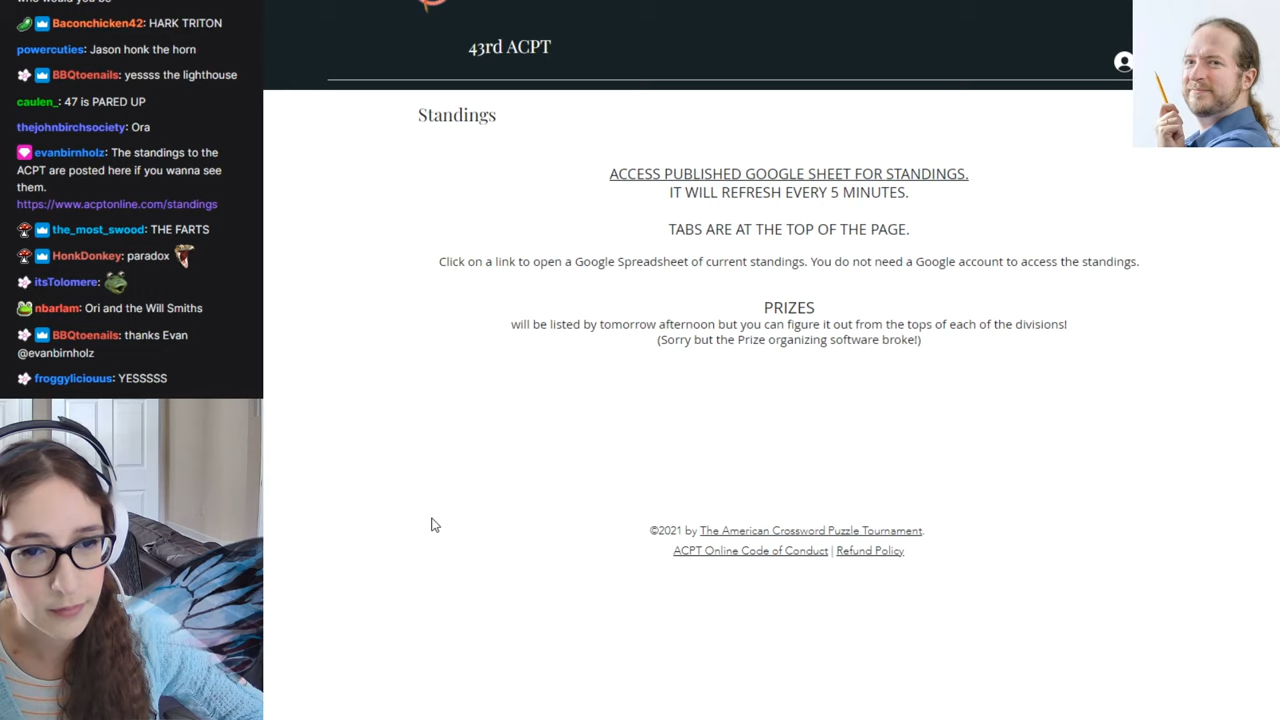 who would you be
Baconchicken42: HARK TRITON
powercuties: Jason honk the horn
BBQtoenails: yessss the lighthouse
caulen_: 47 is PARED UP
thejohnbirchsociety: Ora
evanbirnholz: The standings to the
ACPT are posted here if you wanna see
them.
https://www.acptonline.com/standings
the_most_swood: THE FARTS
HonkDonkey: paradox
itsTolomere:
nbarlam: Ori and the Will Smiths
BBQtoenails: thanks Evan
@evanbirnholz
froggyliciouus: YESSSSS
43rd ACPT
Standings
ACCESS PUBLISHED GOOGLE SHEET FOR STANDINGS.
IT WILL REFRESH EVERY 5 MINUTES.
TABS ARE AT THE TOP OF THE PAGE.
Click on a link to open a Google Spreadsheet of current standings. You do not need a Google account to access the standings.
PRIZES
will be listed by tomorrow afternoon but you can figure it out from the tops of each of the divisions!
(Sorry but the Prize organizing software broke!)
©2021 by The American Crossword Puzzle Tournament.
ACPT Online Code of Conduct | Refund Policy